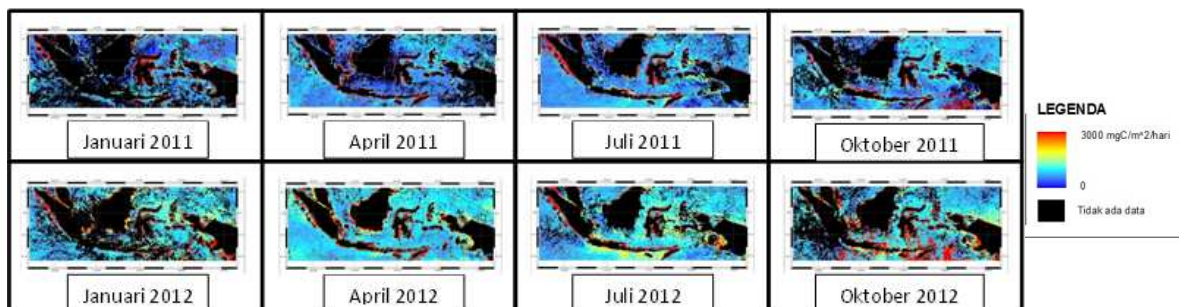 Januari 2011
April 2011
Juli 2011
Oktober 2011
LEGENDA
3000 mgC/m^2/hari
0
Tidak ada data
Januari 2012
April 2012
Juli 2012
Oktober 2012